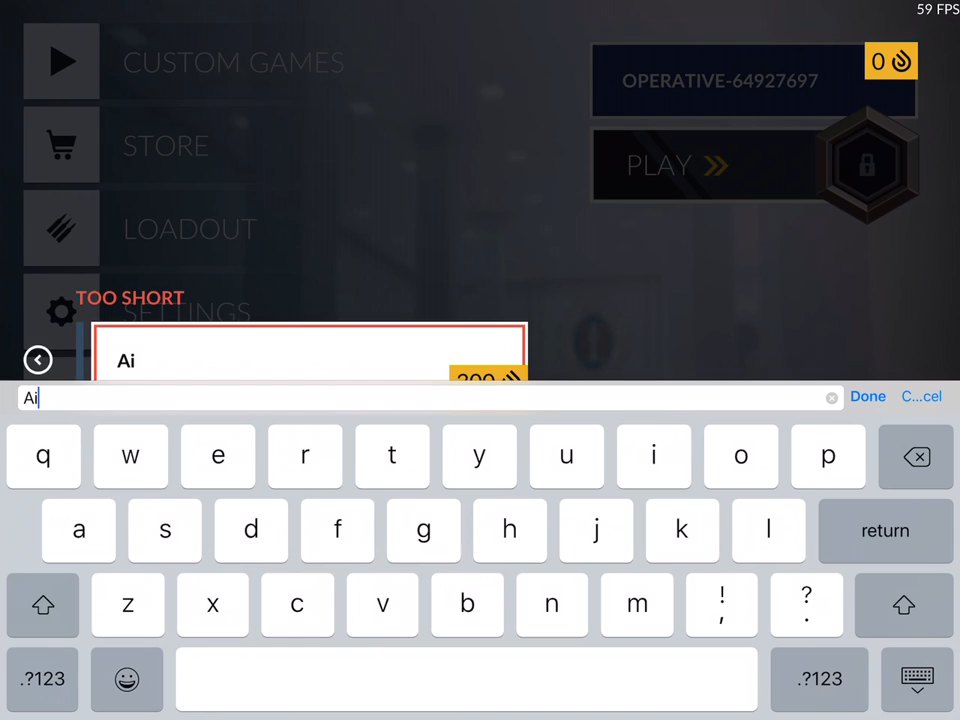 59 FPS
CUSTOM GAMES
0
OPERATIVE-64927697
STORE
PLAY
LOADOUT
TOO SHORT
SETTINGS
Ai
200
Ai
Done
C...cel
q w e r t y u i o p
a s d f g h j k l
return
z x c v b n m ! , ? .
.?123
.?123